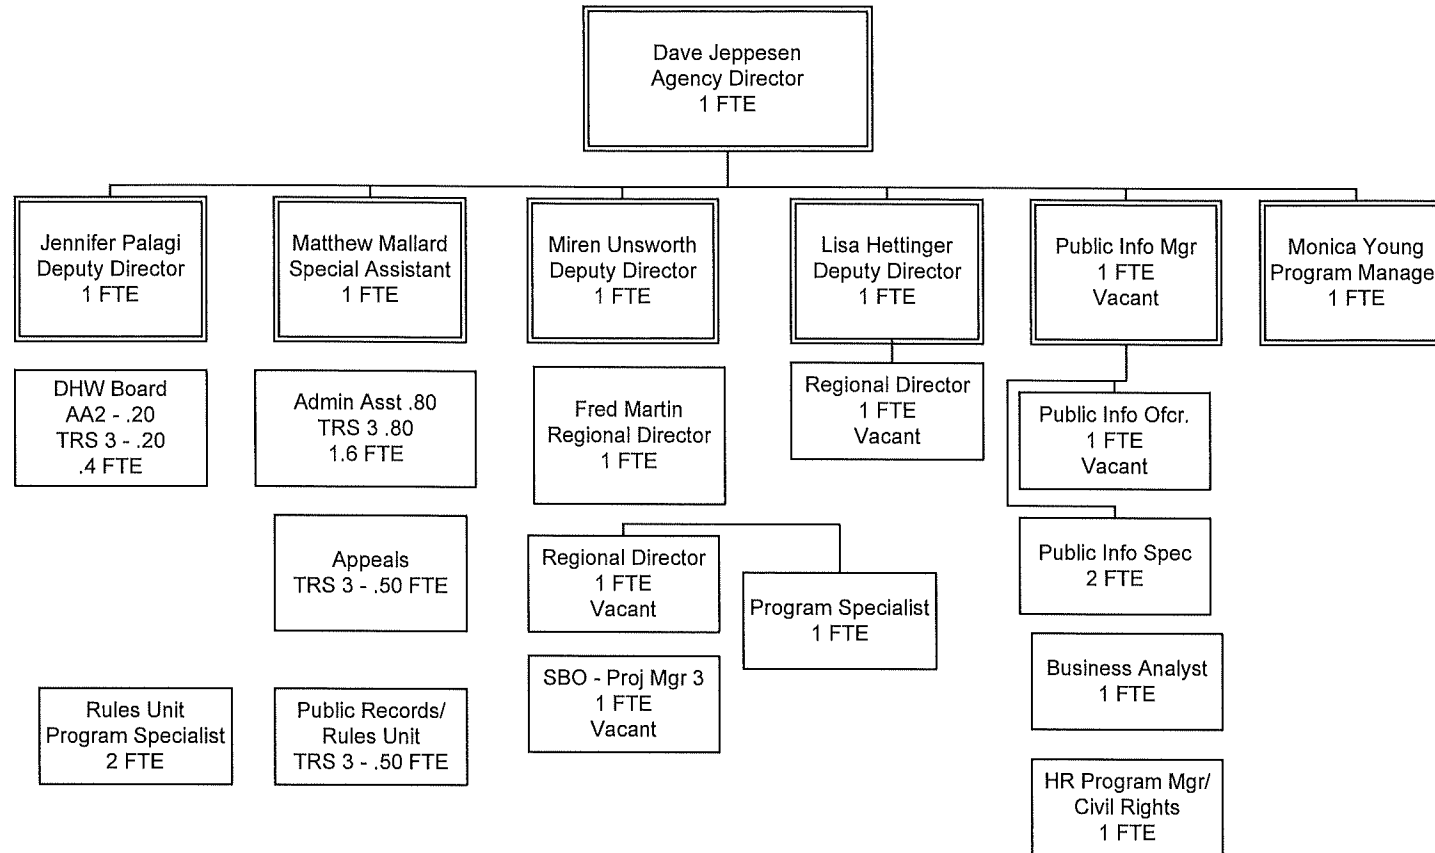 Dave Jeppesen
Agency Director
1 FTE
Jennifer Palagi
Deputy Director
1 FTE
Matthew Mallard
Special Assistant
1 FTE
Miren Unsworth
Deputy Director
1 FTE
Lisa Hettinger
Deputy Director
1 FTE
Public Info Mgr
1 FTE
Vacant
Monica Young
Program Manage
1 FTE
DHW Board
AA2 - .20
TRS 3 - .20
.4 FTE
Admin Asst .80
TRS 3 .80
1.6 FTE
Fred Martin
Regional Director
1 FTE
Regional Director
1 FTE
Vacant
Public Info Ofcr.
1 FTE
Vacant
Appeals
TRS 3 - .50 FTE
Regional Director
1 FTE
Vacant
Program Specialist
1 FTE
Public Info Spec
2 FTE
Rules Unit
Program Specialist
2 FTE
Public Records/
Rules Unit
TRS 3 - .50 FTE
SBO - Proj Mgr 3
1 FTE
Vacant
Business Analyst
1 FTE
HR Program Mgr/
Civil Rights
1 FTE